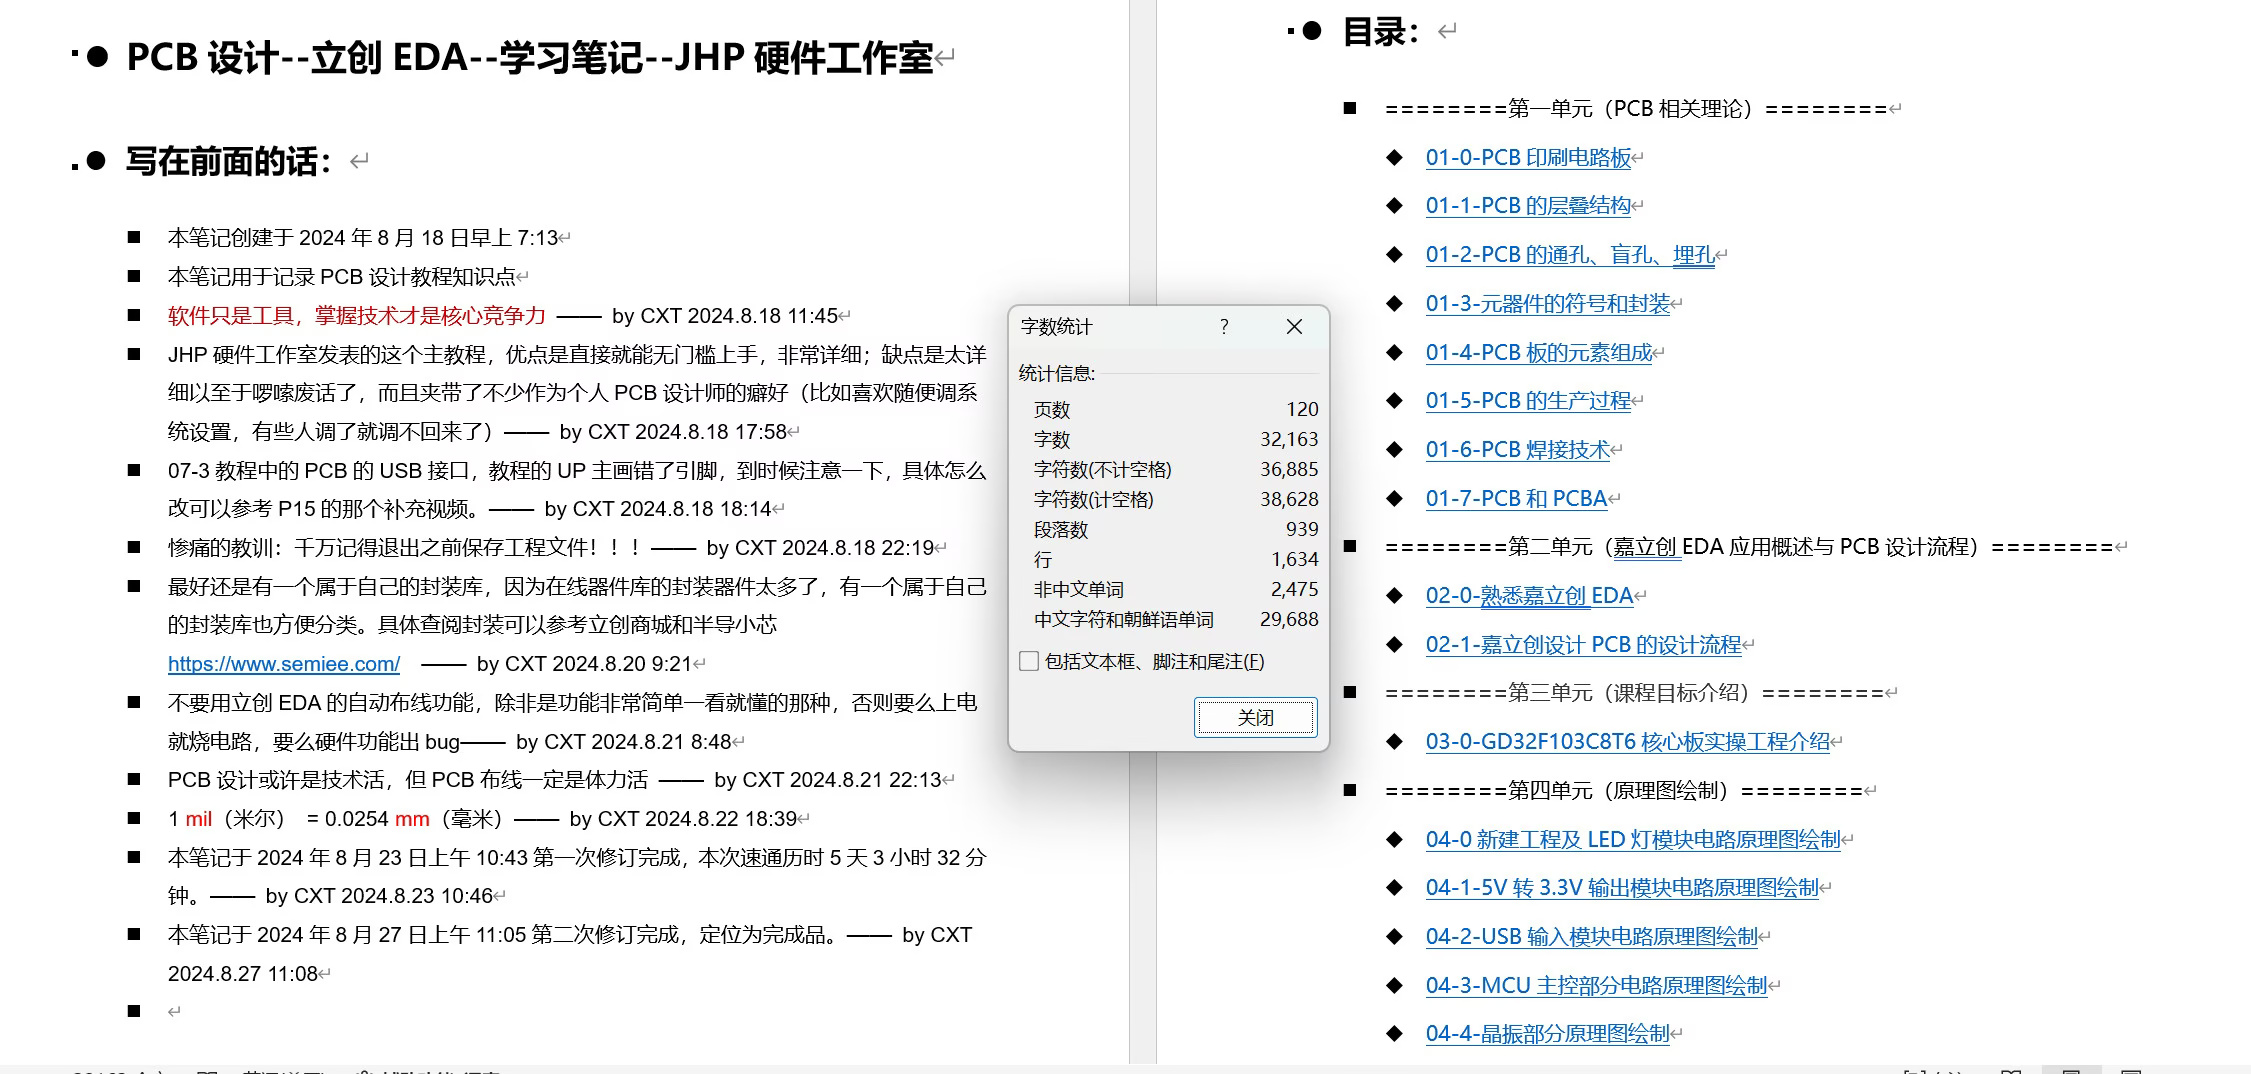 PCB 设计--立创 EDA--学习笔记--JHP 硬件工作室
写在前面的话：
本笔记创建于 2024 年 8 月 18 日早上 7:13
本笔记用于记录 PCB 设计教程知识点
软件只是工具，掌握技术才是核心竞争力 —— by CXT 2024.8.18 11:45
JHP 硬件工作室发表的这个主教程，优点是直接就能无门槛上手，非常详细；缺点是太详
细以至于啰嗦废话了，而且夹带了不少作为个人 PCB 设计师的癖好（比如喜欢随便调系
统设置，有些人调了就调不回来了）—— by CXT 2024.8.18 17:58
07-3 教程中的 PCB 的 USB 接口，教程的 UP 主画错了引脚，到时候注意一下，具体怎么
改可以参考 P15 的那个补充视频。—— by CXT 2024.8.18 18:14
惨痛的教训：千万记得退出之前保存工程文件！！！—— by CXT 2024.8.18 22:19
最好还是有一个属于自己的封装库，因为在线器件库的封装器件太多了，有一个属于自己
的封装库也方便分类。具体查阅封装可以参考立创商城和半导小芯
https://www.semiee.com/ —— by CXT 2024.8.20 9:21
不要用立创 EDA 的自动布线功能，除非是功能非常简单一看就懂的那种，否则要么上电
就烧电路，要么硬件功能出 bug—— by CXT 2024.8.21 8:48
PCB 设计或许是技术活，但 PCB 布线一定是体力活 —— by CXT 2024.8.21 22:13
1 mil（米尔） = 0.0254 mm（毫米）—— by CXT 2024.8.22 18:39
本笔记于 2024 年 8 月 23 日上午 10:43 第一次修订完成，本次速通历时 5 天 3 小时 32 分
钟。—— by CXT 2024.8.23 10:46
本笔记于 2024 年 8 月 27 日上午 11:05 第二次修订完成，定位为完成品。—— by CXT
2024.8.27 11:08
字数统计
?
统计信息:
页数 120
字数 32,163
字符数(不计空格) 36,885
字符数(计空格) 38,628
段落数 939
行 1,634
非中文单词 2,475
中文字符和朝鲜语单词 29,688
包括文本框、脚注和尾注(F)
关闭
目录：
========第一单元（PCB 相关理论）========
01-0-PCB 印刷电路板
01-1-PCB 的层叠结构
01-2-PCB 的通孔、盲孔、埋孔
01-3-元器件的符号和封装
01-4-PCB 板的元素组成
01-5-PCB 的生产过程
01-6-PCB 焊接技术
01-7-PCB 和 PCBA
========第二单元（嘉立创 EDA 应用概述与 PCB 设计流程）========
02-0-熟悉嘉立创 EDA
02-1-嘉立创设计 PCB 的设计流程
========第三单元（课程目标介绍）========
03-0-GD32F103C8T6 核心板实操工程介绍
========第四单元（原理图绘制）========
04-0 新建工程及 LED 灯模块电路原理图绘制
04-1-5V 转 3.3V 输出模块电路原理图绘制
04-2-USB 输入模块电路原理图绘制
04-3-MCU 主控部分电路原理图绘制
04-4-晶振部分原理图绘制